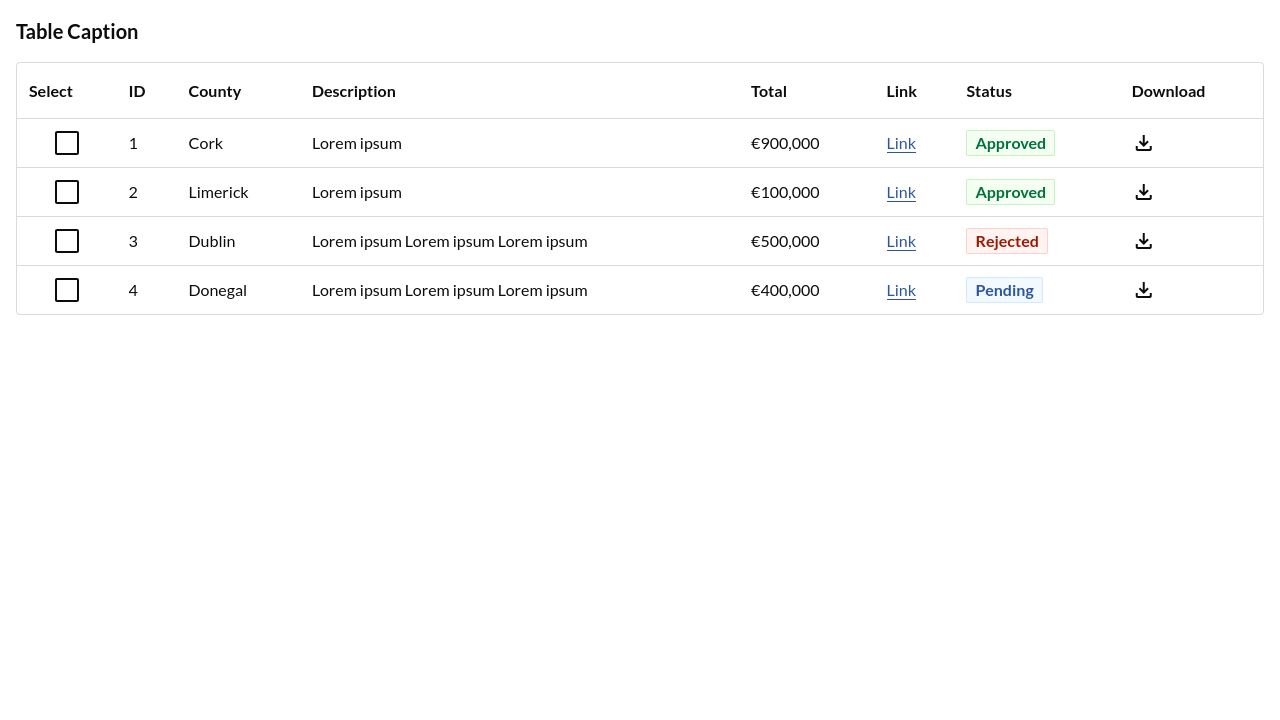 Table Caption
Select ID County Description Total Link Status Download
1 Cork Lorem ipsum €900,000 Link Approved
2 Limerick Lorem ipsum €100,000 Link Approved
3 Dublin Lorem ipsum Lorem ipsum Lorem ipsum €500,000 Link Rejected
4 Donegal Lorem ipsum Lorem ipsum Lorem ipsum €400,000 Link Pending